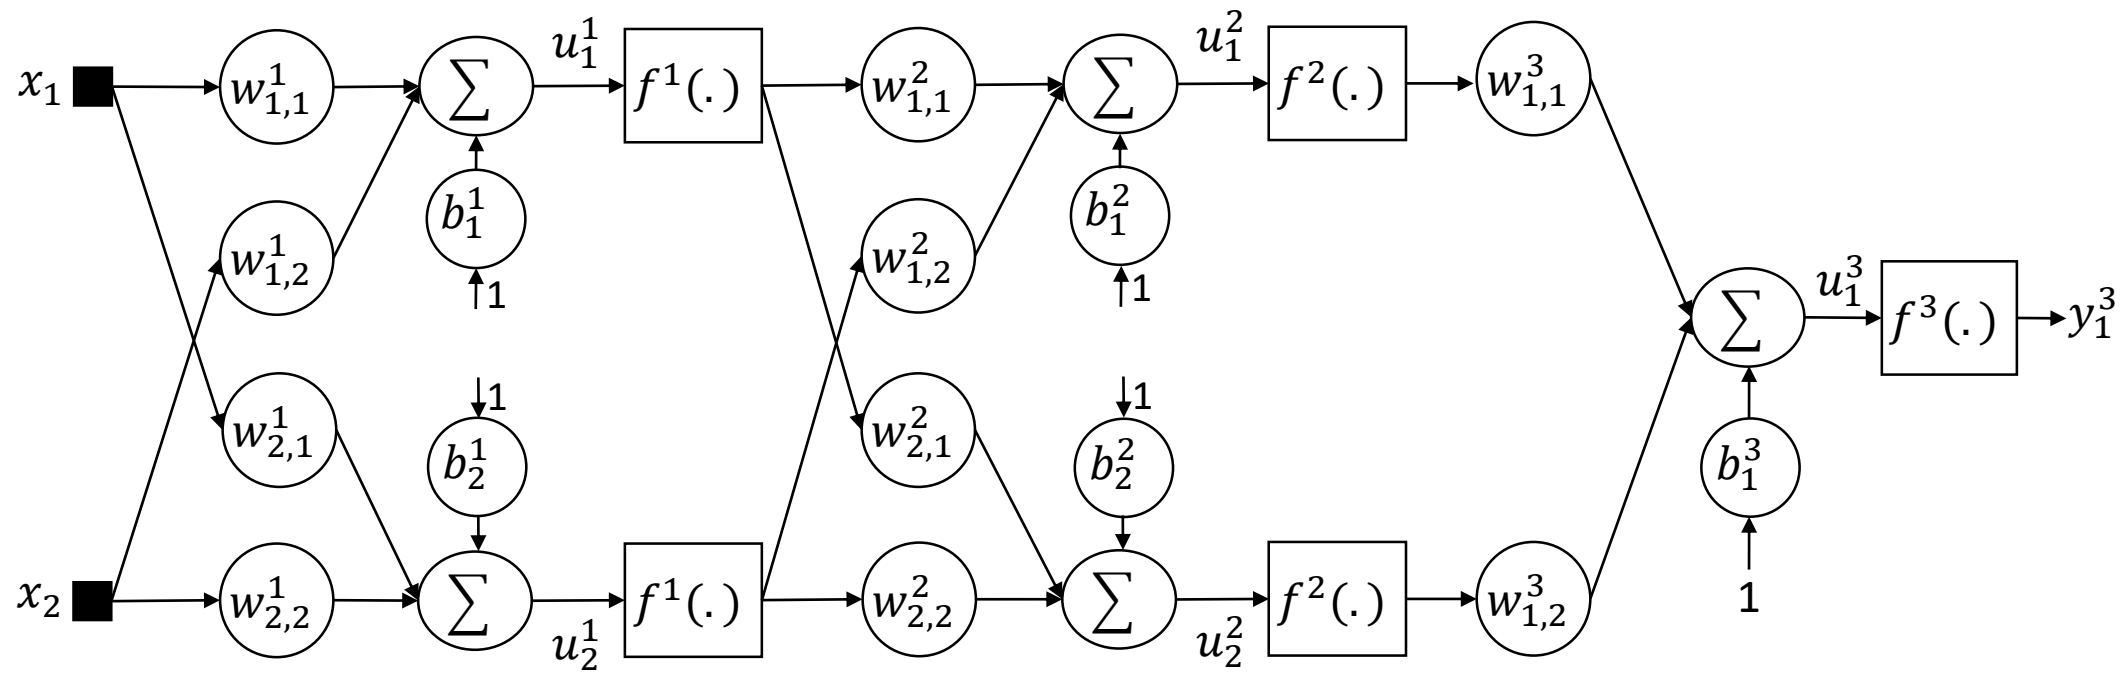 x₁ w¹₁,₁ ∑ u¹₁ f¹(.) w²₁,₁ ∑ u²₁ f²(.) w³₁,₁
w¹₁,₂ b¹₁ w²₁,₂ b²₁
1 1
∑ u³₁ f³(.) y³₁
1 1
w¹₂,₁ b¹₂ w²₂,₁ b²₂ b³₁
x₂ w¹₂,₂ ∑ f¹(.) w²₂,₂ ∑ f²(.) w³₁,₂ 1
u¹₂ u²₂